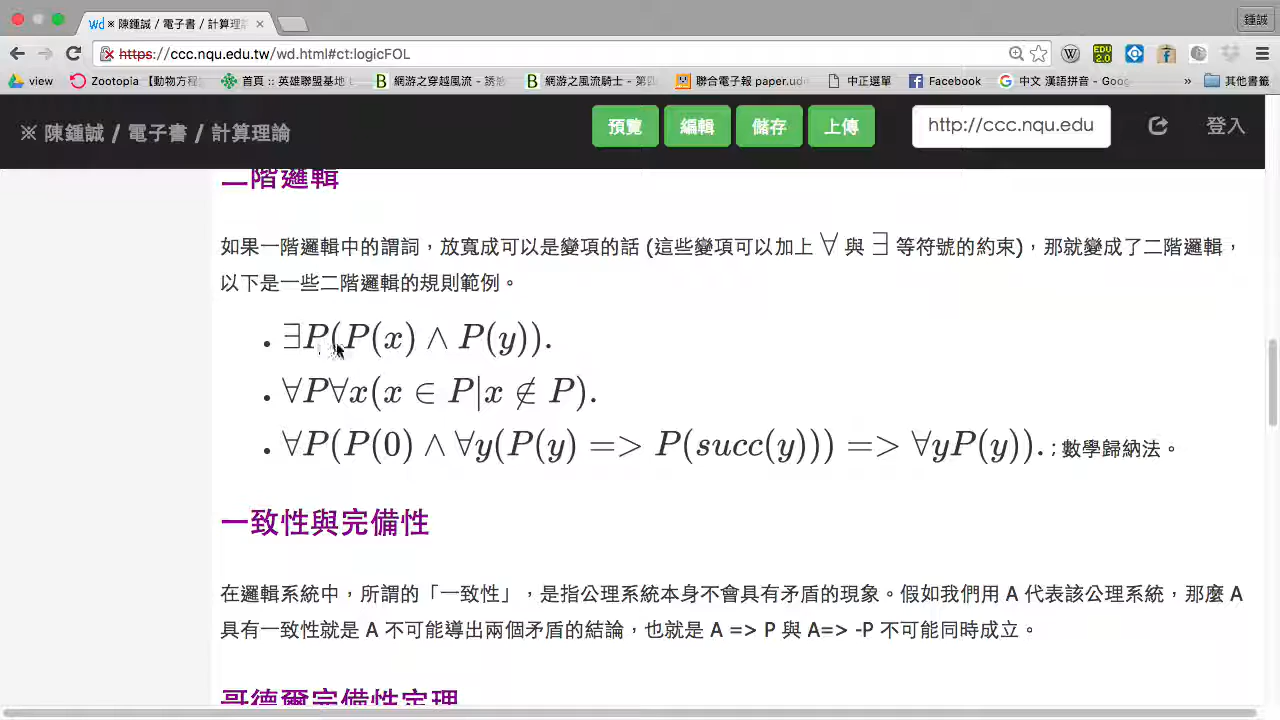 wd ※ 陳鍾誠 / 電子書 / 計算理論
鍾誠
https://ccc.nqu.edu.tw/wd.html#ct:logicFOL
view
Zootopia 【動物方程
首頁 :: 英雄聯盟基地
網游之穿越風流 -
網游之風流騎士 - 第四
聯合電子報 paper.ud
中正選單
Facebook
中文 漢語拼音 - Goog
»
其他書籤
※ 陳鍾誠 / 電子書 / 計算理論
預覽
編輯
儲存
上傳
http://ccc.nqu.edu
登入
二階邏輯
如果一階邏輯中的謂詞，放寬成可以是變項的話 (這些變項可以加上 ∀ 與 ∃ 等符號的約束)，那就變成了二階邏輯，
以下是一些二階邏輯的規則範例。
• ∃P(P(x) ∧ P(y)).
• ∀P∀x(x ∈ P|x ∉ P).
• ∀P(P(0) ∧ ∀y(P(y) => P(succ(y))) => ∀yP(y)). ; 數學歸納法。
一致性與完備性
在邏輯系統中，所謂的「一致性」，是指公理系統本身不會具有矛盾的現象。假如我們用 A 代表該公理系統，那麼 A
具有一致性就是 A 不可能導出兩個矛盾的結論，也就是 A => P 與 A=> -P 不可能同時成立。
哥德爾完備性定理